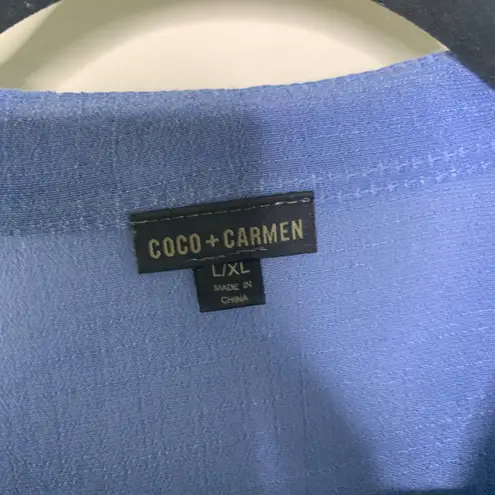 COCO + CARMEN
L/XL
MADE IN
CHINA